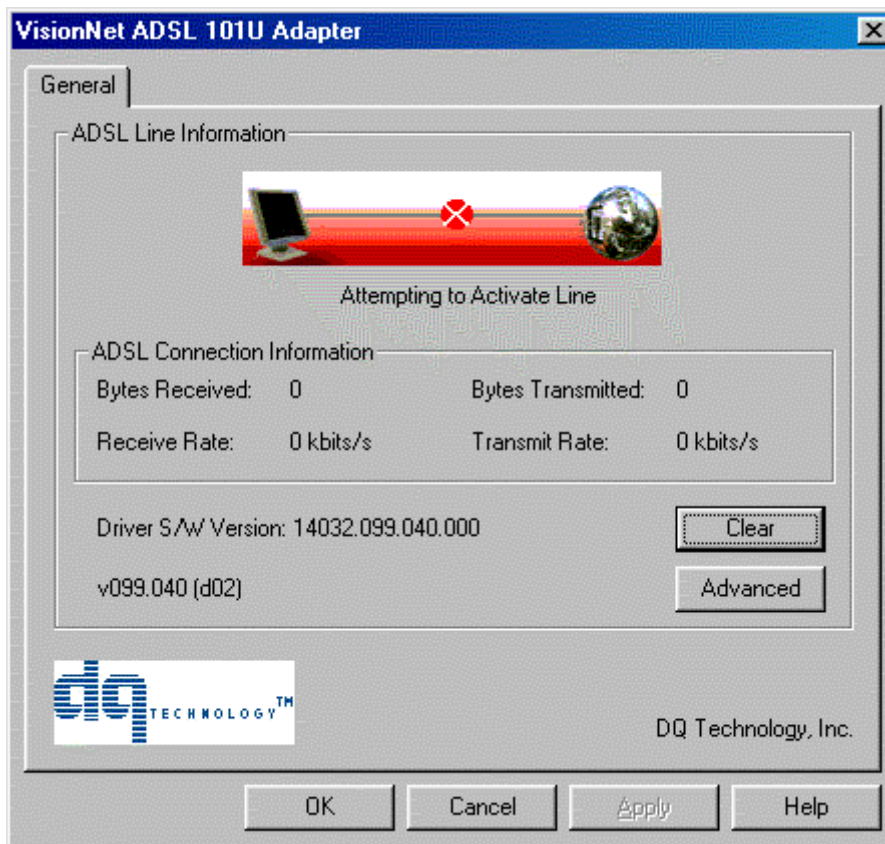 VisionNet ADSL 101U Adapter
General
ADSL Line Information
Attempting to Activate Line
ADSL Connection Information
Bytes Received: 0 Bytes Transmitted: 0
Receive Rate: 0 kbits/s Transmit Rate: 0 kbits/s
Driver S/W Version: 14032.099.040.000 Clear
v099.040 (d02) Advanced
dq TECHNOLOGY™
DQ Technology, Inc.
OK Cancel Apply Help